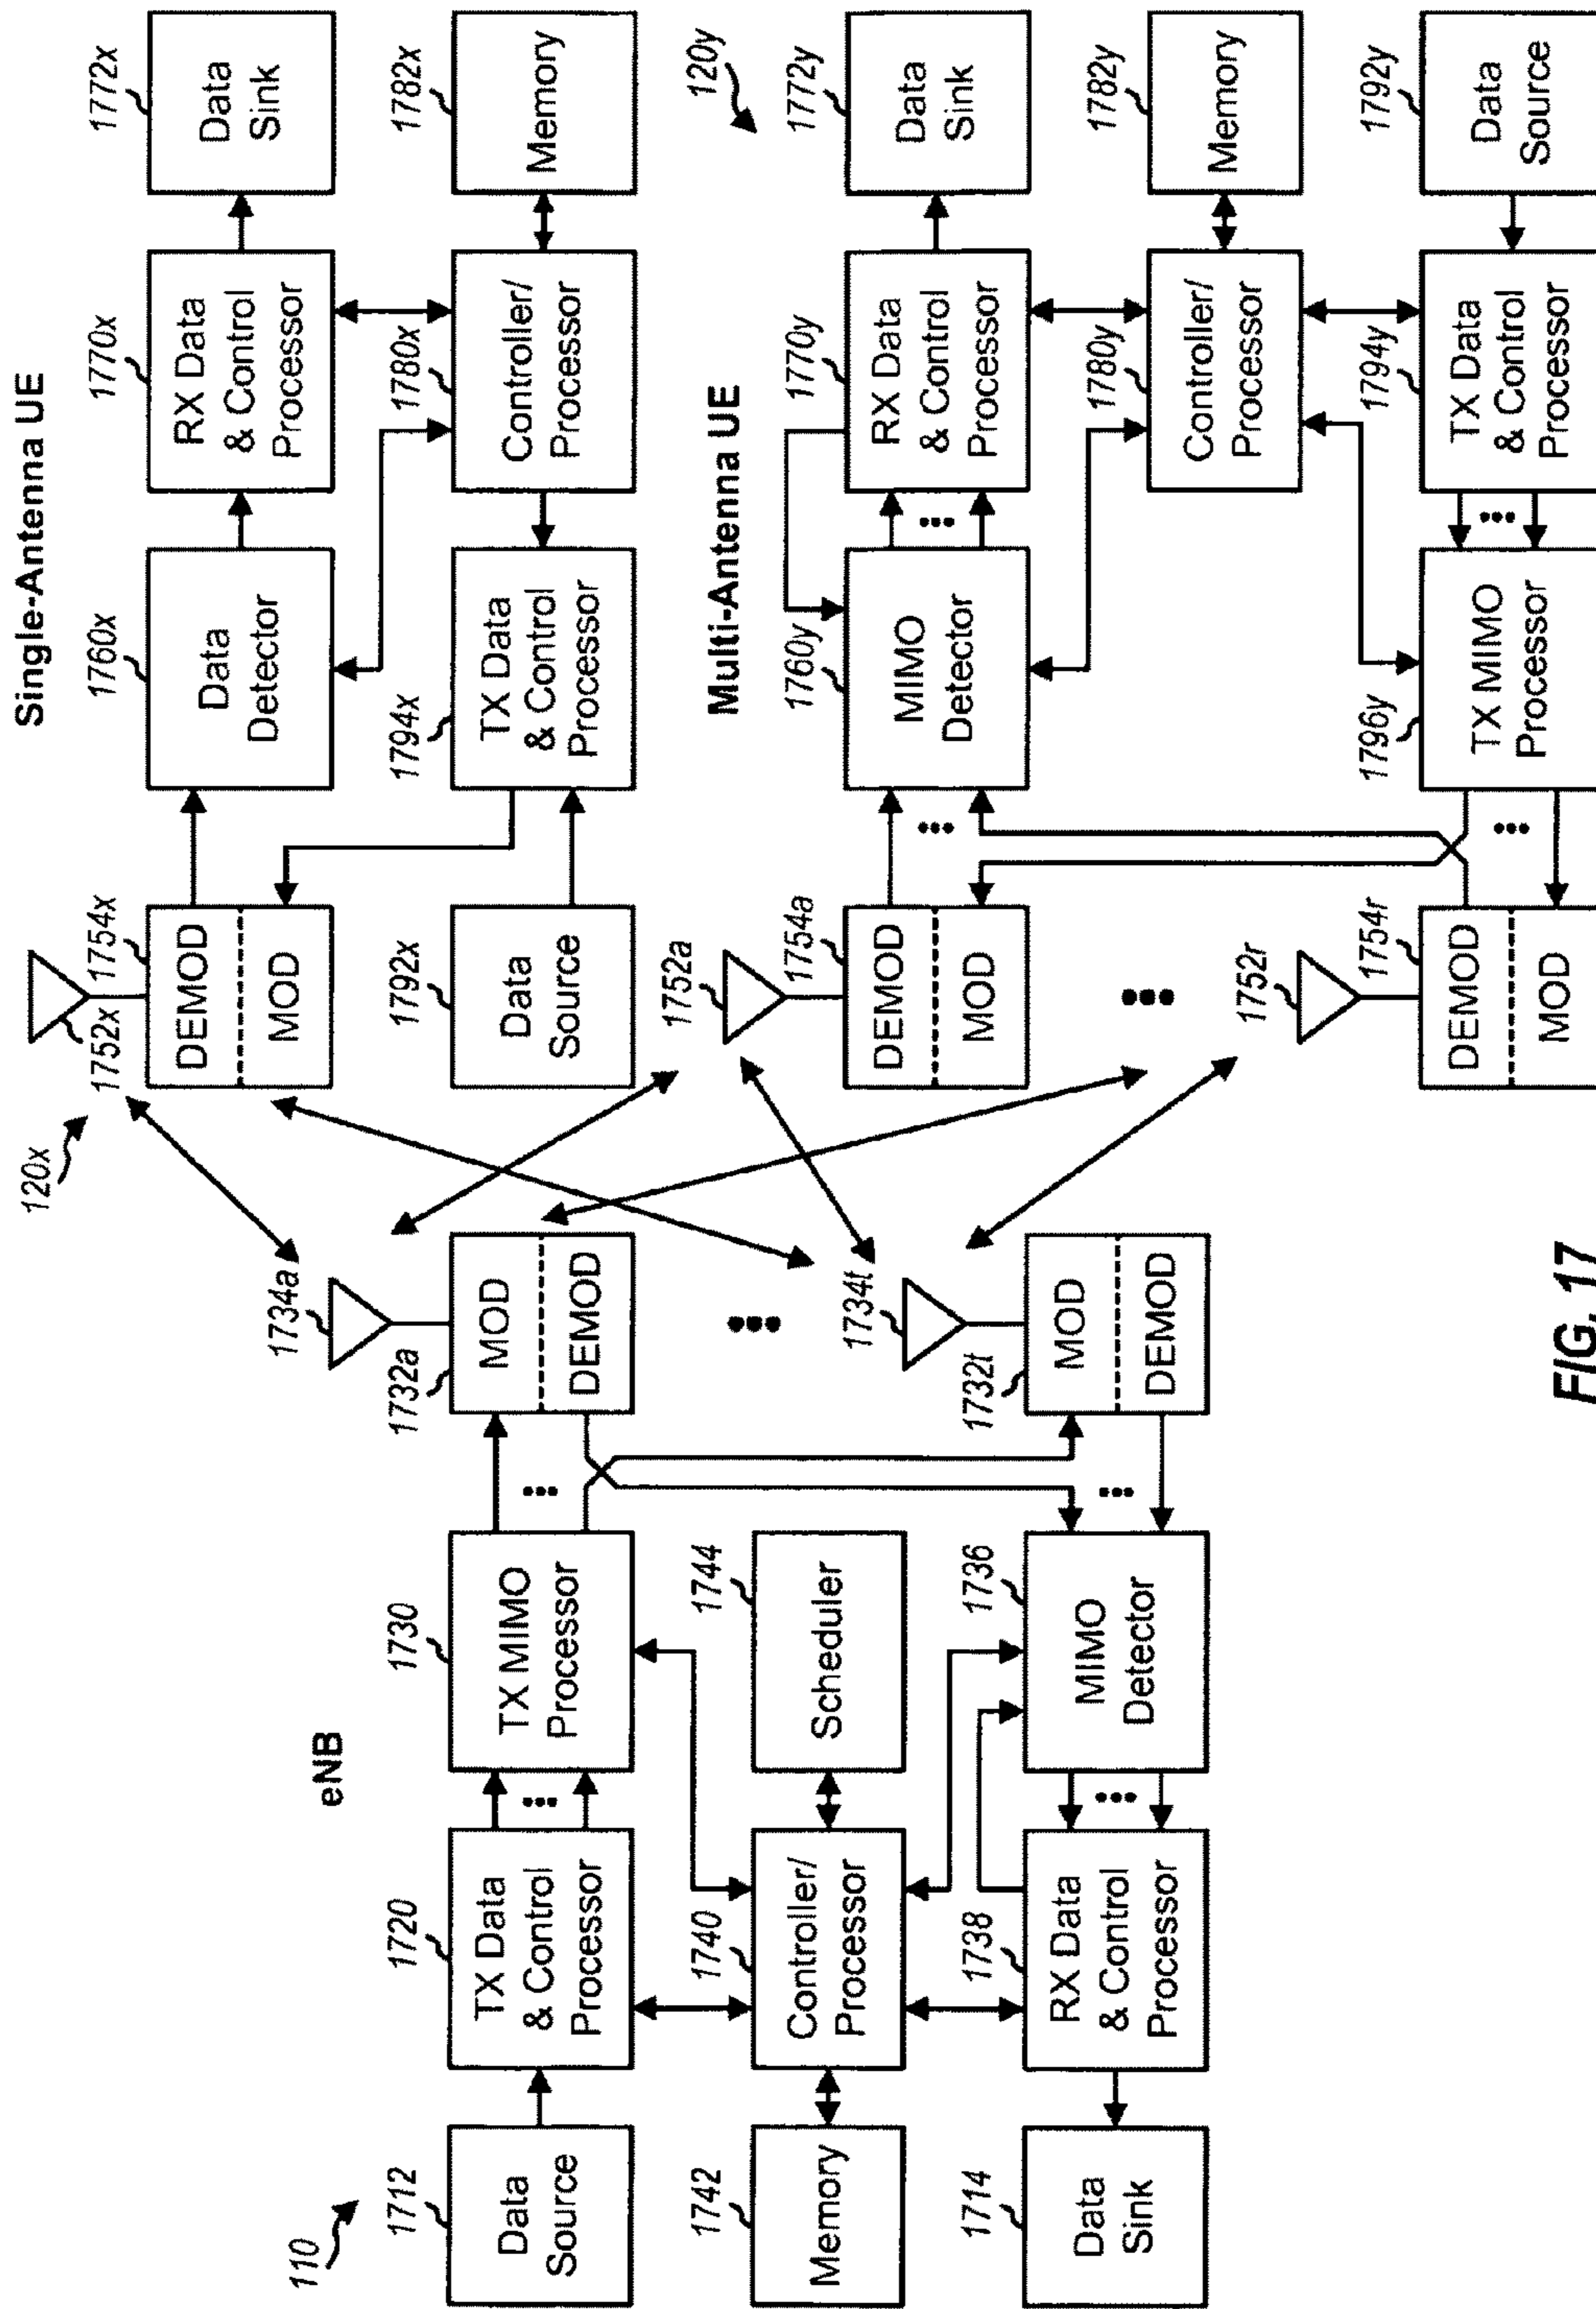 110
eNB
1712
Data
Source
1720
TX Data
& Control
Processor
1730
TX MIMO
Processor
1732a
MOD
DEMOD
1734a
1742
Memory
1740
Controller/
Processor
1744
Scheduler
1714
Data
Sink
1738
RX Data
& Control
Processor
1736
MIMO
Detector
1732t
MOD
DEMOD
1734t
Single-Antenna UE
120x
1752x
1754x
DEMOD
MOD
1760x
Data
Detector
1770x
RX Data
& Control
Processor
1772x
Data
Sink
1792x
Data
Source
1794x
TX Data
& Control
Processor
1780x
Controller/
Processor
1782x
Memory
Multi-Antenna UE
120y
1752a
1754a
DEMOD
MOD
1760y
MIMO
Detector
1770y
RX Data
& Control
Processor
1772y
Data
Sink
1780y
Controller/
Processor
1782y
Memory
1752r
1754r
DEMOD
MOD
1796y
TX MIMO
Processor
1794y
TX Data
& Control
Processor
1792y
Data
Source
FIG. 17